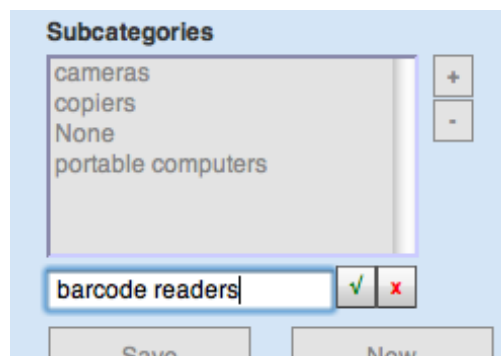 Subcategories
cameras
+
copiers
-
None
portable computers
barcode readers √ x
Save New